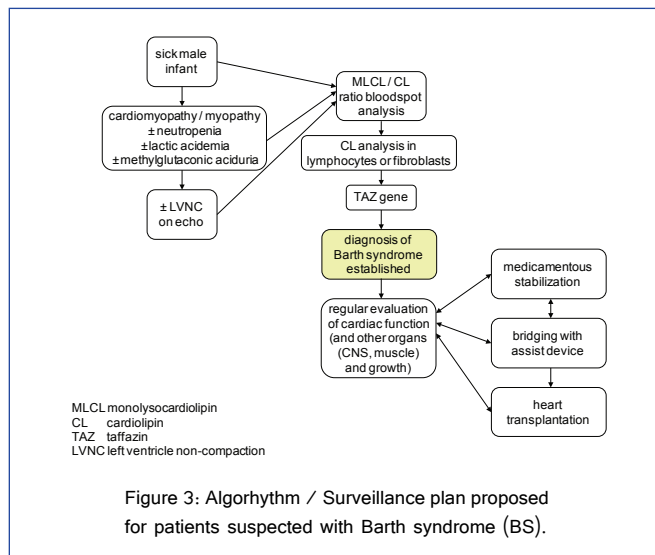 sick male
infant
cardiomyopathy / myopathy
± neutropenia
± lactic acidemia
± methylglutaconic aciduria
± LVNC
on echo
MLCL / CL
ratio bloodspot
analysis
CL analysis in
lymphocytes or fibroblasts
TAZ gene
diagnosis of
Barth syndrome
established
regular evaluation
of cardiac function
(and other organs
(CNS, muscle)
and growth)
medicamentous
stabilization
bridging with
assist device
heart
transplantation
MLCL monolysocardiolipin
CL cardiolipin
TAZ taffazin
LVNC left ventricle non-compaction
Figure 3: Algorhythm / Surveillance plan proposed
for patients suspected with Barth syndrome (BS).